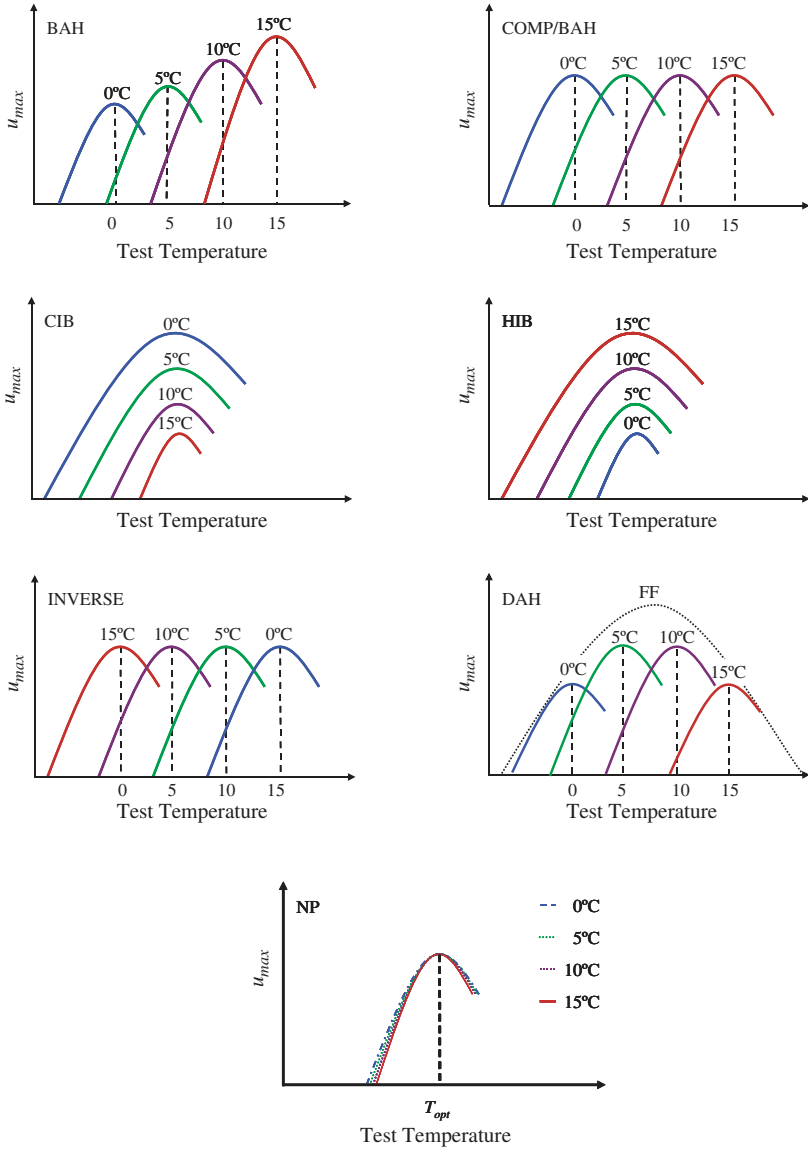 BAH
0ºC 5ºC 10ºC 15ºC
u_max
0 5 10 15
Test Temperature
COMP/BAH
0ºC 5ºC 10ºC 15ºC
u_max
0 5 10 15
Test Temperature
CIB
0ºC
5ºC
10ºC
15ºC
u_max
Test Temperature
HIB
15ºC
10ºC
5ºC
0ºC
u_max
Test Temperature
INVERSE
15ºC 10ºC 5ºC 0ºC
u_max
0 5 10 15
Test Temperature
DAH
FF
0ºC 5ºC 10ºC 15ºC
u_max
0 5 10 15
Test Temperature
NP
0ºC
5ºC
10ºC
15ºC
u_max
T_opt
Test Temperature